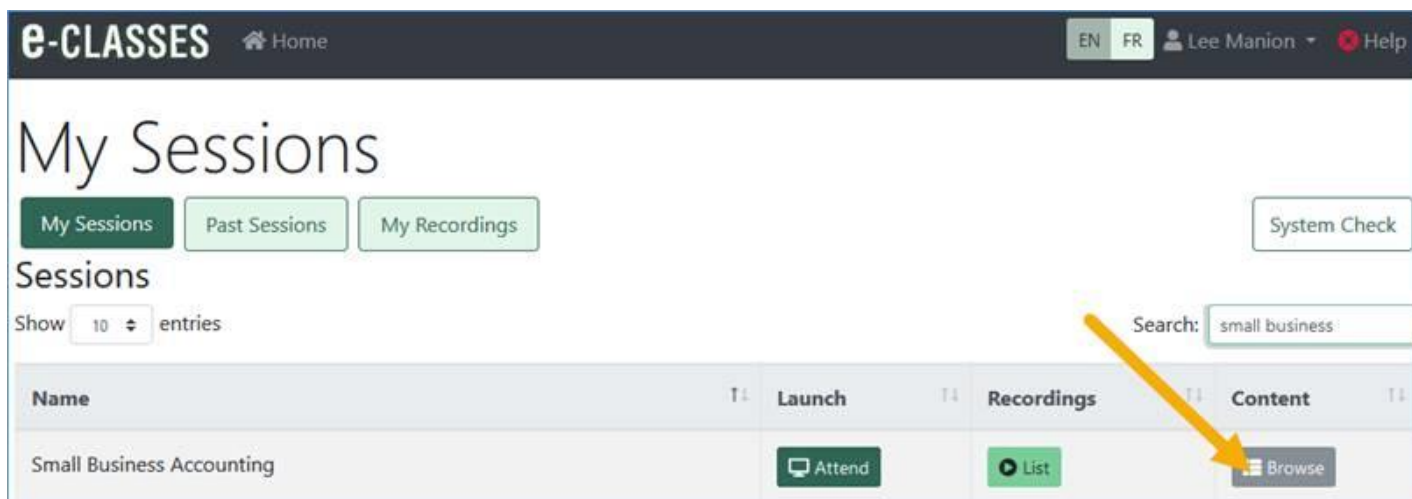 e-CLASSES Home EN FR Lee Manion Help
My Sessions
My Sessions Past Sessions My Recordings System Check
Sessions
Show 10 entries Search: small business
Name Launch Recordings Content
Small Business Accounting Attend List Browse